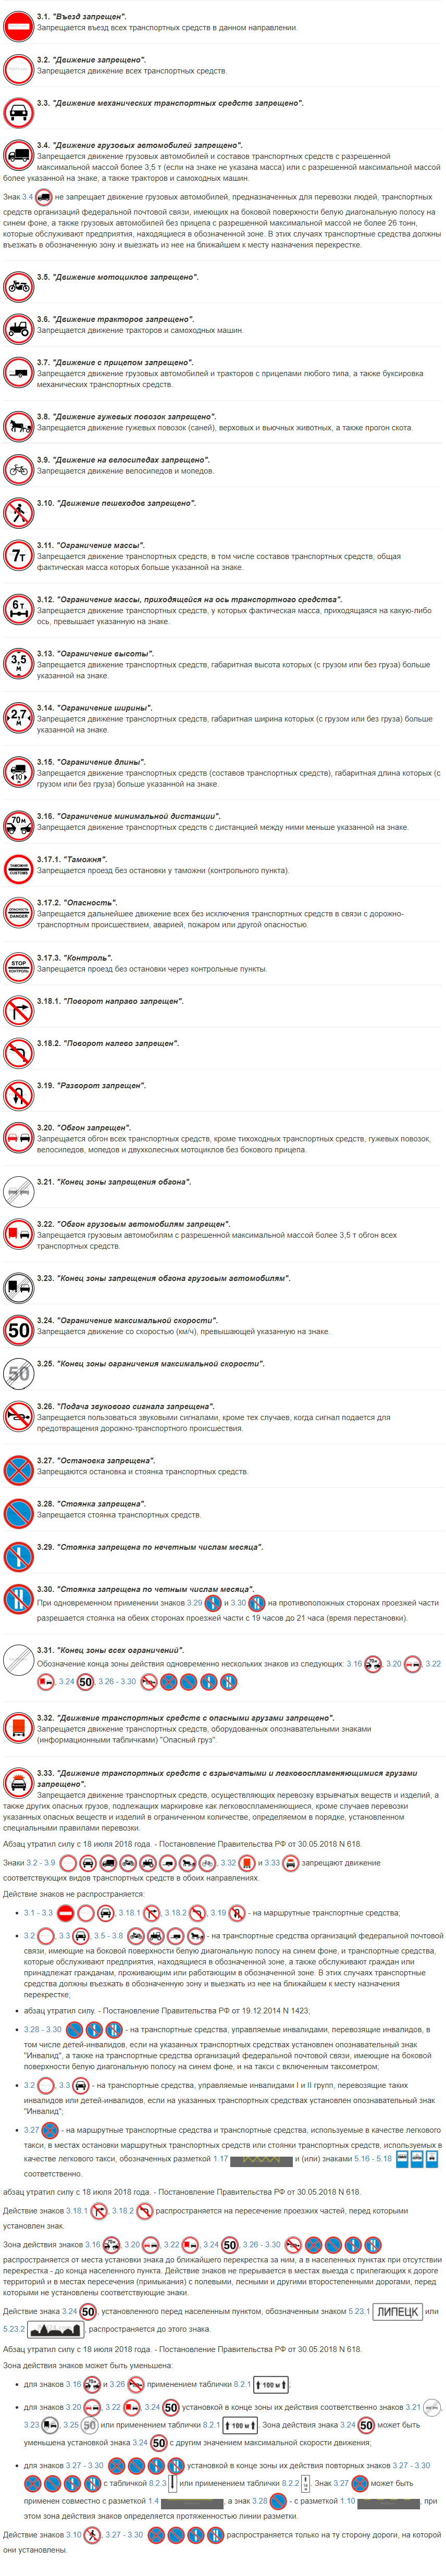 3.1. "Въезд запрещен".
Запрещается въезд всех транспортных средств в данном направлении.
3.2. "Движение запрещено".
Запрещается движение всех транспортных средств.
3.3. "Движение механических транспортных средств запрещено".
3.4. "Движение грузовых автомобилей запрещено".
Запрещается движение грузовых автомобилей и составов транспортных средств с разрешенной
максимальной массой более 3,5 т (если на знаке не указана масса) или с разрешенной максимальной массой
более указанной на знаке, а также тракторов и самоходных машин.
Знак 3.4 не запрещает движение грузовых автомобилей, предназначенных для перевозки людей, транспортных
средств организаций федеральной почтовой связи, имеющих на боковой поверхности белую диагональную полосу на
синем фоне, а также грузовых автомобилей без прицепа с разрешенной максимальной массой не более 26 тонн,
которые обслуживают предприятия, находящиеся в обозначенной зоне. В этих случаях транспортные средства должны
въезжать в обозначенную зону и выезжать из нее на ближайшем к месту назначения перекрестке.
3.5. "Движение мотоциклов запрещено".
3.6. "Движение тракторов запрещено".
Запрещается движение тракторов и самоходных машин.
3.7. "Движение с прицепом запрещено".
Запрещается движение грузовых автомобилей и тракторов с прицепами любого типа, а также буксировка
механических транспортных средств.
3.8. "Движение гужевых повозок запрещено".
Запрещается движение гужевых повозок (саней), верховых и вьючных животных, а также прогон скота.
3.9. "Движение на велосипедах запрещено".
Запрещается движение велосипедов и мопедов.
3.10. "Движение пешеходов запрещено".
7т
3.11. "Ограничение массы".
Запрещается движение транспортных средств, в том числе составов транспортных средств, общая
фактическая масса которых больше указанной на знаке.
6т
3.12. "Ограничение массы, приходящейся на ось транспортного средства".
Запрещается движение транспортных средств, у которых фактическая масса, приходящаяся на какую-либо
ось, превышает указанную на знаке.
3,5 м
3.13. "Ограничение высоты".
Запрещается движение транспортных средств, габаритная высота которых (с грузом или без груза) больше
указанной на знаке.
2,7 м
3.14. "Ограничение ширины".
Запрещается движение транспортных средств, габаритная ширина которых (с грузом или без груза) больше
указанной на знаке.
10
3.15. "Ограничение длины".
Запрещается движение транспортных средств (составов транспортных средств), габаритная длина которых (с
грузом или без груза) больше указанной на знаке.
70м
3.16. "Ограничение минимальной дистанции".
Запрещается движение транспортных средств с дистанцией между ними меньше указанной на знаке.
ТАМОЖНЯ
CUSTOMS
3.17.1. "Таможня".
Запрещается проезд без остановки у таможни (контрольного пункта).
ОПАСНОСТЬ
DANGER
3.17.2. "Опасность".
Запрещается дальнейшее движение всех без исключения транспортных средств в связи с дорожно-
транспортным происшествием, аварией, пожаром или другой опасностью.
STOP
КОНТРОЛЬ
3.17.3. "Контроль".
Запрещается проезд без остановки через контрольные пункты.
3.18.1. "Поворот направо запрещен".
3.18.2. "Поворот налево запрещен".
3.19. "Разворот запрещен".
3.20. "Обгон запрещен".
Запрещается обгон всех транспортных средств, кроме тихоходных транспортных средств, гужевых повозок,
велосипедов, мопедов и двухколесных мотоциклов без бокового прицепа.
3.21. "Конец зоны запрещения обгона".
3.22. "Обгон грузовым автомобилям запрещен".
Запрещается грузовым автомобилям с разрешенной максимальной массой более 3,5 т обгон всех
транспортных средств.
3.23. "Конец зоны запрещения обгона грузовым автомобилям".
50
3.24. "Ограничение максимальной скорости".
Запрещается движение со скоростью (км/ч), превышающей указанную на знаке.
50
3.25. "Конец зоны ограничения максимальной скорости".
3.26. "Подача звукового сигнала запрещена".
Запрещается пользоваться звуковыми сигналами, кроме тех случаев, когда сигнал подается для
предотвращения дорожно-транспортного происшествия.
3.27. "Остановка запрещена".
Запрещаются остановка и стоянка транспортных средств.
3.28. "Стоянка запрещена".
Запрещается стоянка транспортных средств.
3.29. "Стоянка запрещена по нечетным числам месяца".
3.30. "Стоянка запрещена по четным числам месяца".
При одновременном применении знаков 3.29 и 3.30 на противоположных сторонах проезжей части
разрешается стоянка на обеих сторонах проезжей части с 19 часов до 21 часа (время перестановки).
3.31. "Конец зоны всех ограничений".
Обозначение конца зоны действия одновременно нескольких знаков из следующих: 3.16 , 3.20 , 3.22
, 3.24 50, 3.26 - 3.30
3.32. "Движение транспортных средств с опасными грузами запрещено".
Запрещается движение транспортных средств, оборудованных опознавательными знаками
(информационными табличками) "Опасный груз".
3.33. "Движение транспортных средств с взрывчатыми и легковоспламеняющимися грузами
запрещено".
Запрещается движение транспортных средств, осуществляющих перевозку взрывчатых веществ и изделий, а
также других опасных грузов, подлежащих маркировке как легковоспламеняющиеся, кроме случаев перевозки
указанных опасных веществ и изделий в ограниченном количестве, определяемом в порядке, установленном
специальными правилами перевозки.
Абзац утратил силу с 18 июля 2018 года. - Постановление Правительства РФ от 30.05.2018 N 618.
Знаки 3.2 - 3.9 , 3.32 и 3.33 запрещают движение
соответствующих видов транспортных средств в обоих направлениях.
Действие знаков не распространяется:
3.1 - 3.3 , 3.18.1 , 3.18.2 , 3.19 - на маршрутные транспортные средства;
3.2 , 3.3 , 3.5 - 3.8 - на транспортные средства организаций федеральной почтовой
связи, имеющие на боковой поверхности белую диагональную полосу на синем фоне, и транспортные средства,
которые обслуживают предприятия, находящиеся в обозначенной зоне, а также обслуживают граждан или
принадлежат гражданам, проживающим или работающим в обозначенной зоне. В этих случаях транспортные
средства должны въезжать в обозначенную зону и выезжать из нее на ближайшем к месту назначения
перекрестке;
абзац утратил силу. - Постановление Правительства РФ от 19.12.2014 N 1423;
3.28 - 3.30 - на транспортные средства, управляемые инвалидами, перевозящие инвалидов, в
том числе детей-инвалидов, если на указанных транспортных средствах установлен опознавательный знак
"Инвалид", а также на транспортные средства организаций федеральной почтовой связи, имеющие на боковой
поверхности белую диагональную полосу на синем фоне, и на такси с включенным таксометром;
3.2 , 3.3 - на транспортные средства, управляемые инвалидами I и II групп, перевозящие таких
инвалидов или детей-инвалидов, если на указанных транспортных средствах установлен опознавательный знак
"Инвалид";
3.27 - на маршрутные транспортные средства и транспортные средства, используемые в качестве легкового
такси, в местах остановки маршрутных транспортных средств или стоянки транспортных средств, используемых в
качестве легкового такси, обозначенных разметкой 1.17 и (или) знаками 5.16 - 5.18
соответственно.
абзац утратил силу с 18 июля 2018 года. - Постановление Правительства РФ от 30.05.2018 N 618.
Действие знаков 3.18.1 , 3.18.2 распространяется на пересечение проезжих частей, перед которыми
установлен знак.
Зона действия знаков 3.16 , 3.20 , 3.22 , 3.24 50, 3.26 - 3.30
распространяется от места установки знака до ближайшего перекрестка за ним, а в населенных пунктах при отсутствии
перекрестка - до конца населенного пункта. Действие знаков не прерывается в местах выезда с прилегающих к дороге
территорий и в местах пересечения (примыкания) с полевыми, лесными и другими второстепенными дорогами, перед
которыми не установлены соответствующие знаки.
Действие знака 3.24 50, установленного перед населенным пунктом, обозначенным знаком 5.23.1 ЛИПЕЦК или
5.23.2 , распространяется до этого знака.
Абзац утратил силу с 18 июля 2018 года. - Постановление Правительства РФ от 30.05.2018 N 618.
Зона действия знаков может быть уменьшена:
для знаков 3.16 и 3.26 применением таблички 8.2.1 100 м ;
для знаков 3.20 , 3.22 , 3.24 50 установкой в конце зоны их действия соответственно знаков 3.21 ,
3.23 , 3.25 50 или применением таблички 8.2.1 100 м . Зона действия знака 3.24 50 может быть
уменьшена установкой знака 3.24 50 с другим значением максимальной скорости движения;
для знаков 3.27 - 3.30 установкой в конце зоны их действия повторных знаков 3.27 - 3.30
с табличкой 8.2.3 или применением таблички 8.2.2 . Знак 3.27 может быть
применен совместно с разметкой 1.4 , а знак 3.28 - с разметкой 1.10 , при
этом зона действия знаков определяется протяженностью линии разметки.
Действие знаков 3.10 , 3.27 - 3.30 распространяется только на ту сторону дороги, на которой
они установлены.